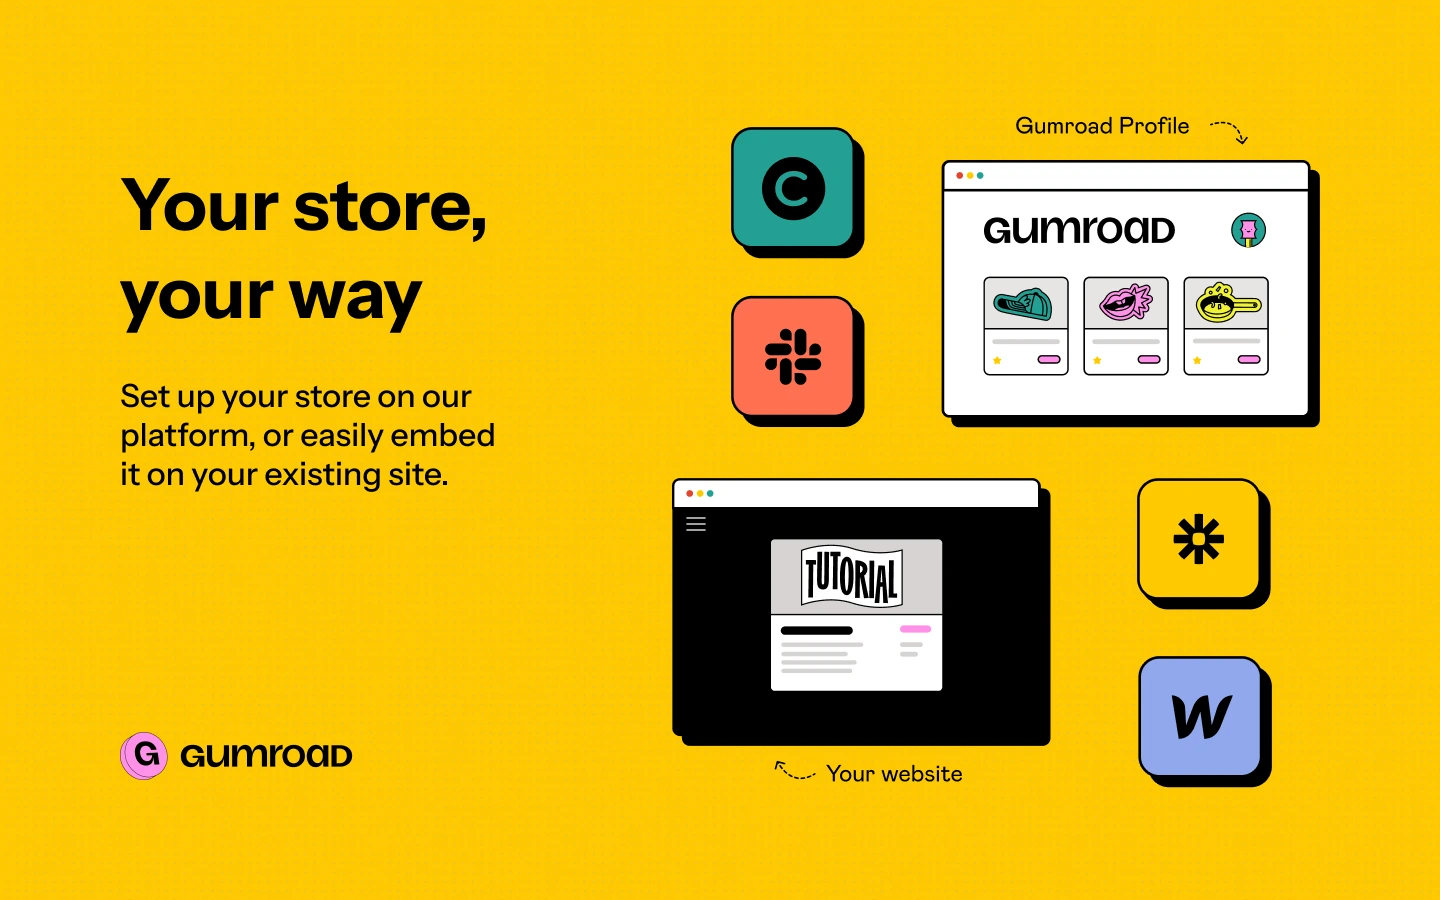 Your store,
your way
Set up your store on our
platform, or easily embed
it on your existing site.
G GUMROAD
C
Gumroad Profile
GUMROAD
TUTORIAL
Your website
W